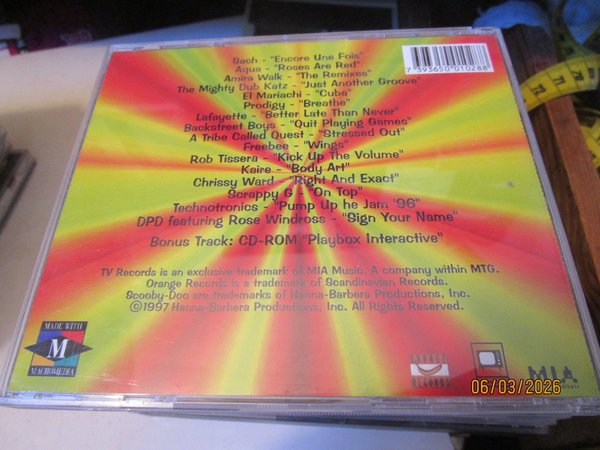 Sach - "Encore Une Fois"
Aqua - "Roses Are Red"
Amira Walk - "The Remixes"
The Mighty Dub Katz - "Just Another Groove"
El Mariachi - "Cuba"
Prodigy - "Breathe"
Lafayette - "Better Late Than Never"
Backstreet Boys - "Quit Playing Games"
A Tribe Called Quest - "Stressed Out"
Freebee - "Wings"
Rob Tissera - "Kick Up The Volume"
Kaire - "Body Art"
Chrissy Ward - "Right And Exact"
Scrappy G - "On Top"
Technotronics - "Pump Up he Jam '96"
DPD featuring Rose Windross - "Sign Your Name"
Bonus Track: CD-ROM "Playbox Interactive"
TV Records is an exclusive trademark of MIA Music. A company within MTG.
Orange Records is a trademark of Scandinavian Records.
Scooby-Doo are trademarks of Hanna-Barbera Productions, Inc.
©1997 Hanna-Barbera Productions, Inc. All Rights Reserved.
7 393650 010288
MADE WITH
M
MACROMEDIA
ORANGE
RECORDS
M.I.A.
06/03/2026